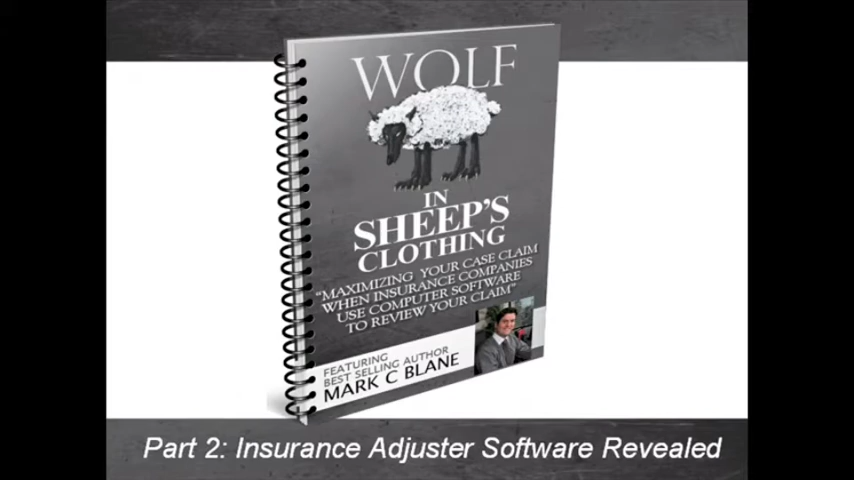 WOLF
IN
SHEEP'S
CLOTHING
"MAXIMIZING YOUR CASE CLAIM
WHEN INSURANCE COMPANIES
USE COMPUTER SOFTWARE
TO REVIEW YOUR CLAIM"
FEATURING
BEST SELLING AUTHOR
MARK C BLANE
Part 2: Insurance Adjuster Software Revealed